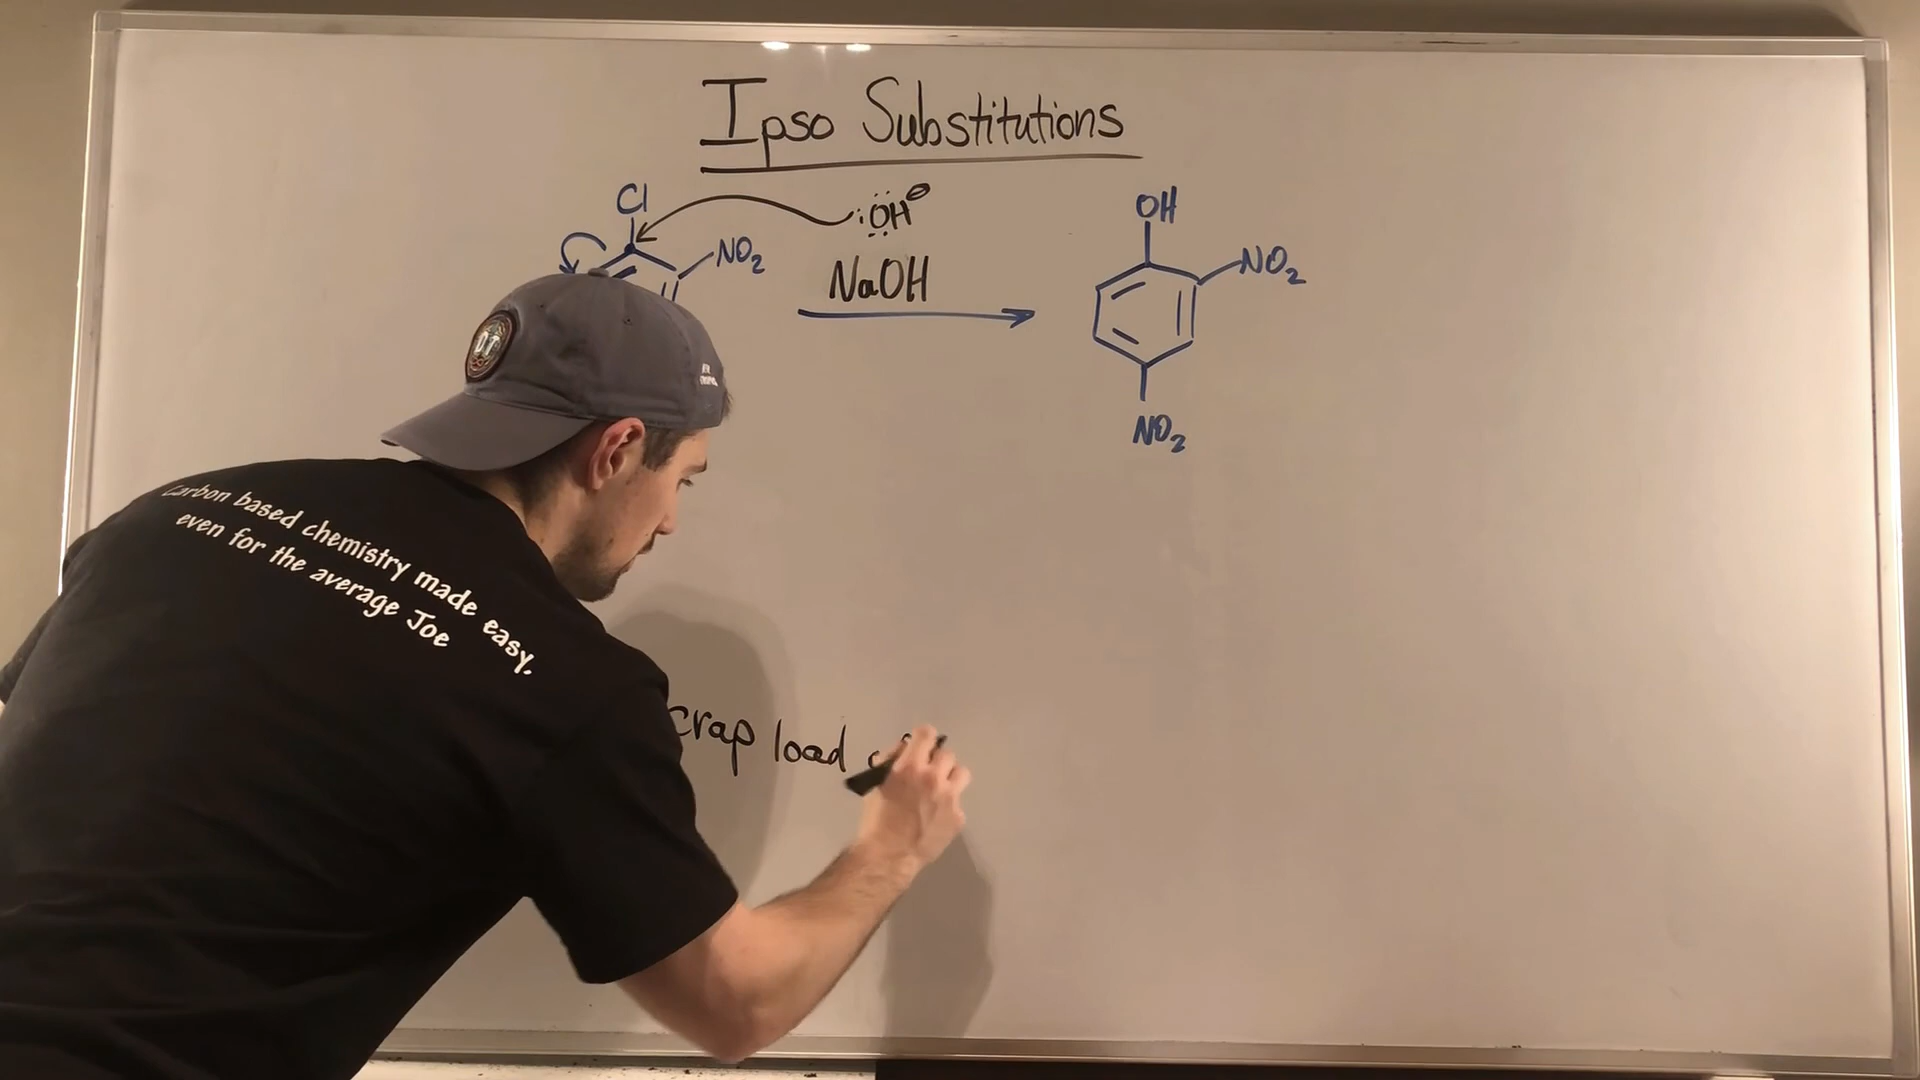 Ipso Substitutions
Cl
:ÖH⊖
NO₂
NaOH
OH
NO₂
NO₂
Carbon based chemistry made easy,
even for the average Joe
crap load